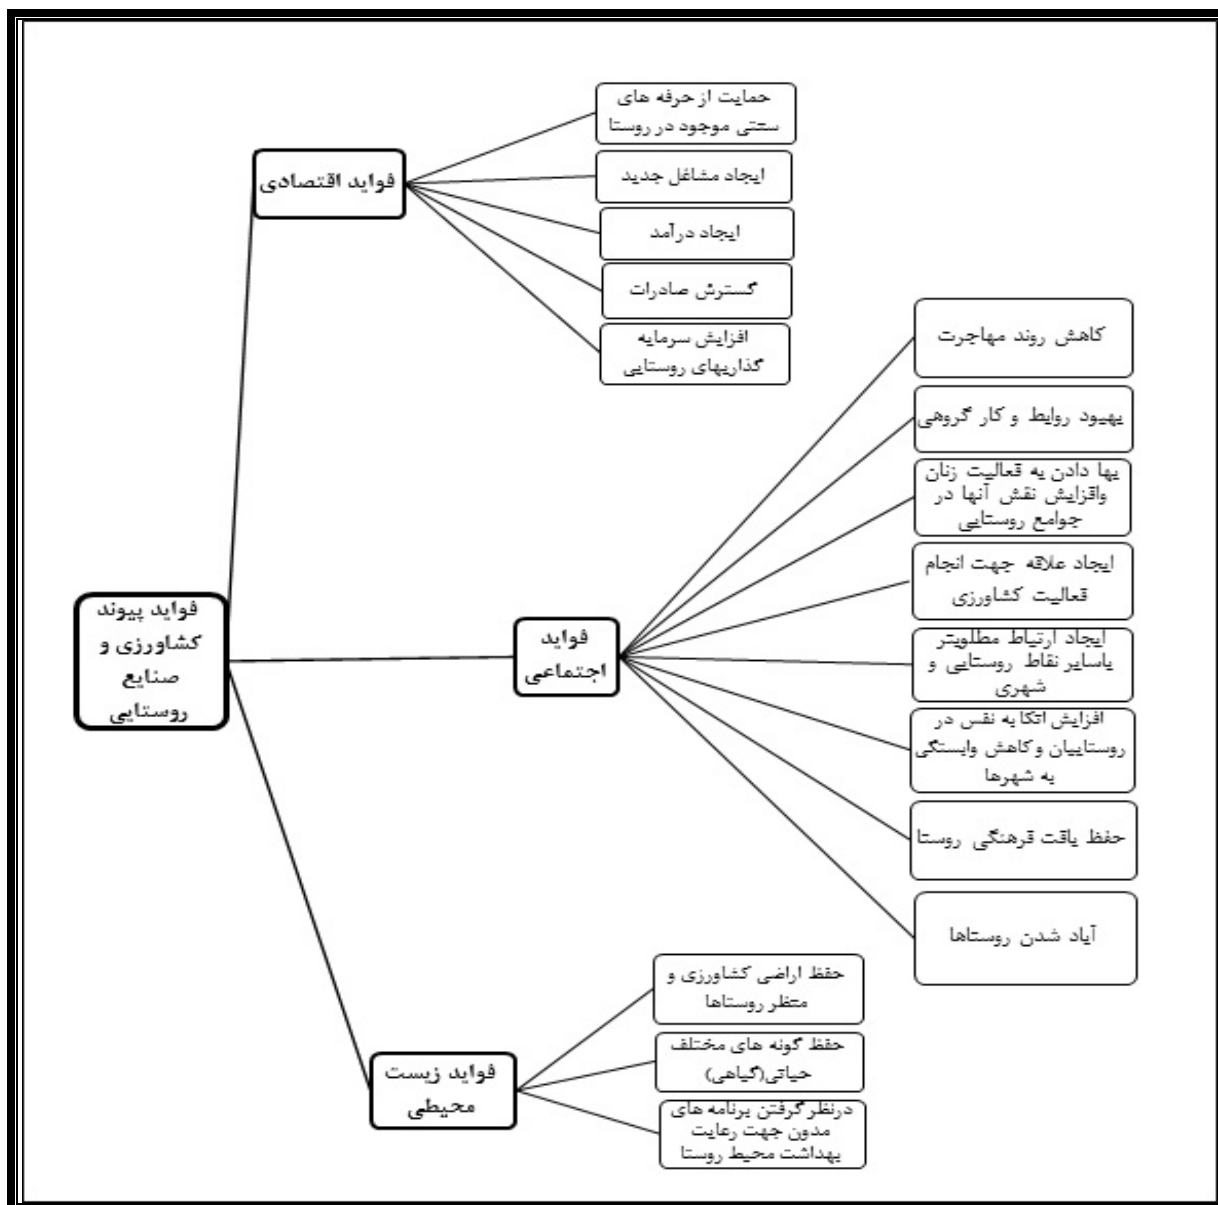 حمایت از حرفه های
سنتی موجود در روستا
ایجاد مشاغل جدید
ایجاد درآمد
گسترش صادرات
افزایش سرمایه
گذاریهای روستایی
فواید اقتصادی
کاهش روند مهاجرت
بهبود روابط و کار گروهی
بها دادن به فعالیت زنان
وافزایش نقش آنها در
جوامع روستایی
ایجاد علاقه جهت انجام
فعالیت کشاورزی
ایجاد ارتباط مطلوبتر
باسایر نقاط روستایی و
شهری
افزایش اتکا به نفس در
روستاییان و کاهش وابستگی
به شهرها
حفظ بافت فرهنگی روستا
آباد شدن روستاها
فواید
اجتماعی
فواید پیوند
کشاورزی و
صنایع
روستایی
حفظ اراضی کشاورزی و
منظر روستاها
حفظ گونه های مختلف
حیاتی(گیاهی)
درنظر گرفتن برنامه های
مدون جهت رعایت
بهداشت محیط روستا
فواید زیست
محیطی